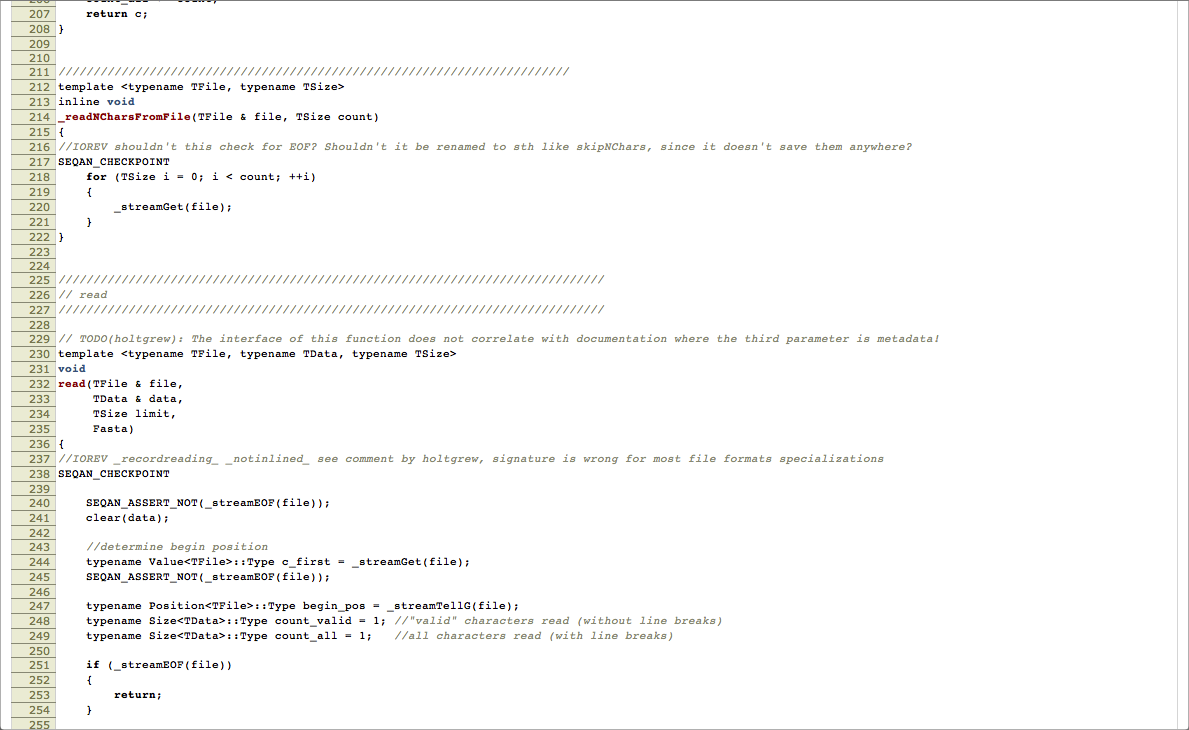 207 return c;
208 }
209
210
211 /////////////////////////////////////////////////////////////////////////
212 template <typename TFile, typename TSize>
213 inline void
214 _readNCharsFromFile(TFile & file, TSize count)
215 {
216 //IOREV shouldn't this check for EOF? Shouldn't it be renamed to sth like skipNChars, since it doesn't save them anywhere?
217 SEQAN_CHECKPOINT
218     for (TSize i = 0; i < count; ++i)
219     {
220         _streamGet(file);
221     }
222 }
223
224
225 //////////////////////////////////////////////////////////////////////////////
226 // read
227 //////////////////////////////////////////////////////////////////////////////
228
229 // TODO(holtgrew): The interface of this function does not correlate with documentation where the third parameter is metadata!
230 template <typename TFile, typename TData, typename TSize>
231 void
232 read(TFile & file,
233      TData & data,
234      TSize limit,
235      Fasta)
236 {
237 //IOREV _recordreading_ _notinlined_ see comment by holtgrew, signature is wrong for most file formats specializations
238 SEQAN_CHECKPOINT
239
240     SEQAN_ASSERT_NOT(_streamEOF(file));
241     clear(data);
242
243     //determine begin position
244     typename Value<TFile>::Type c_first = _streamGet(file);
245     SEQAN_ASSERT_NOT(_streamEOF(file));
246
247     typename Position<TFile>::Type begin_pos = _streamTellG(file);
248     typename Size<TData>::Type count_valid = 1; //"valid" characters read (without line breaks)
249     typename Size<TData>::Type count_all = 1;   //all characters read (with line breaks)
250
251     if (_streamEOF(file))
252     {
253         return;
254     }
255